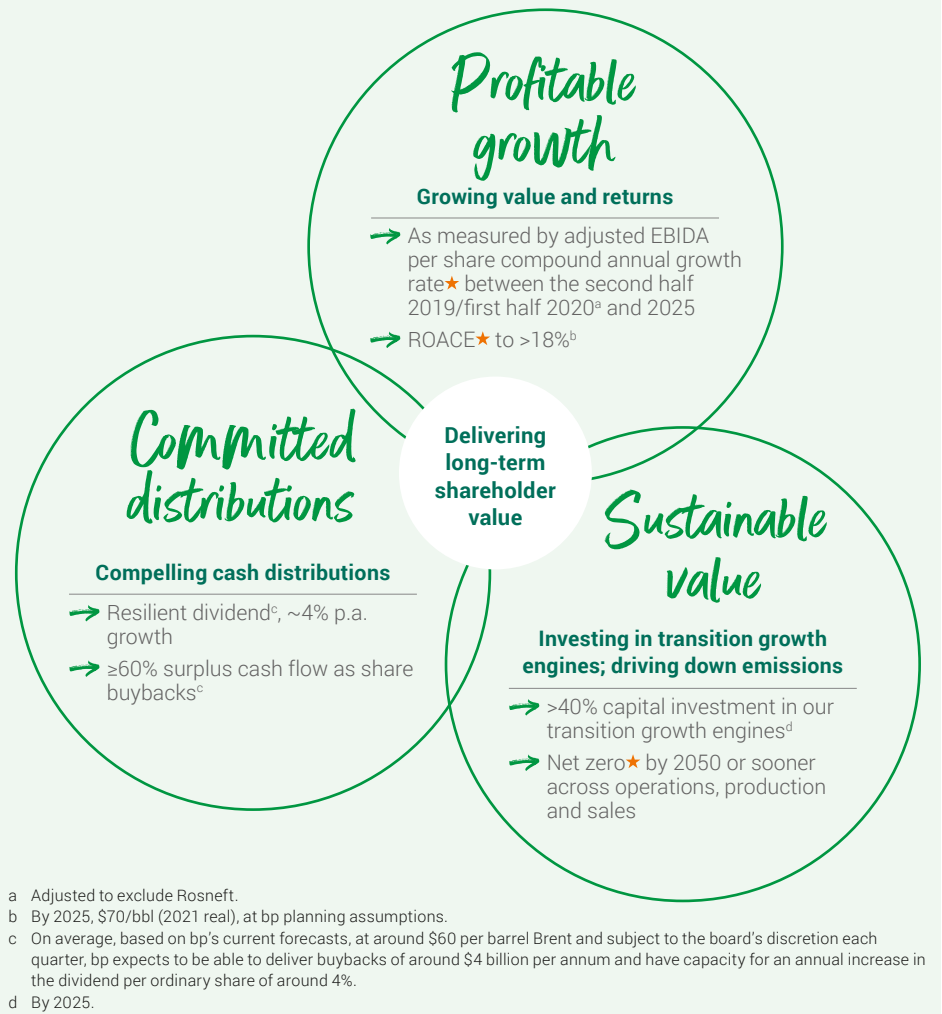 Profitable
growth
Growing value and returns
As measured by adjusted EBIDA
per share compound annual growth
rate★ between the second half
2019/first half 2020ᵃ and 2025
ROACE★ to >18%ᵇ
Delivering
long-term
shareholder
value
Committed
distributions
Compelling cash distributions
Resilient dividendᶜ, ~4% p.a.
growth
≥60% surplus cash flow as share
buybacksᶜ
Sustainable
value
Investing in transition growth
engines; driving down emissions
>40% capital investment in our
transition growth enginesᵈ
Net zero★ by 2050 or sooner
across operations, production
and sales
a Adjusted to exclude Rosneft.
b By 2025, $70/bbl (2021 real), at bp planning assumptions.
c On average, based on bp's current forecasts, at around $60 per barrel Brent and subject to the board's discretion each
quarter, bp expects to be able to deliver buybacks of around $4 billion per annum and have capacity for an annual increase in
the dividend per ordinary share of around 4%.
d By 2025.